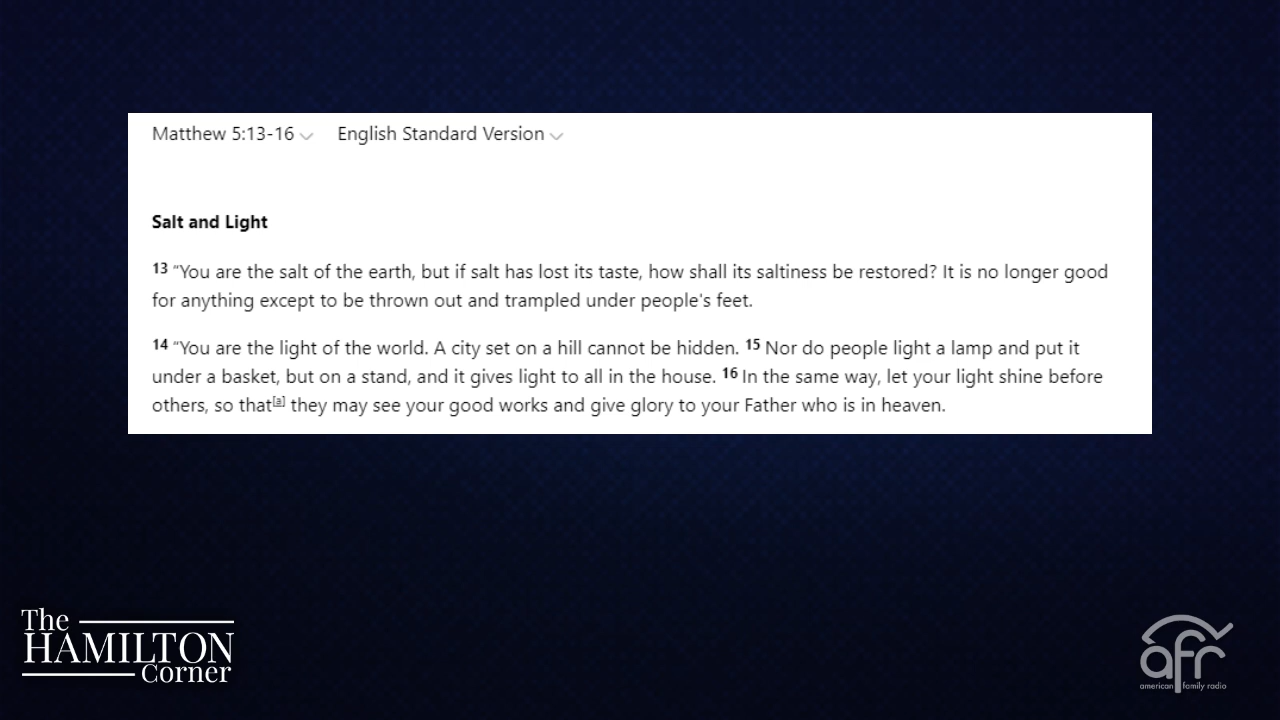 Matthew 5:13-16 English Standard Version
Salt and Light
13 “You are the salt of the earth, but if salt has lost its taste, how shall its saltiness be restored? It is no longer good
for anything except to be thrown out and trampled under people's feet.
14 “You are the light of the world. A city set on a hill cannot be hidden. 15 Nor do people light a lamp and put it
under a basket, but on a stand, and it gives light to all in the house. 16 In the same way, let your light shine before
others, so that[a] they may see your good works and give glory to your Father who is in heaven.
The
HAMILTON
Corner
afr
american family radio